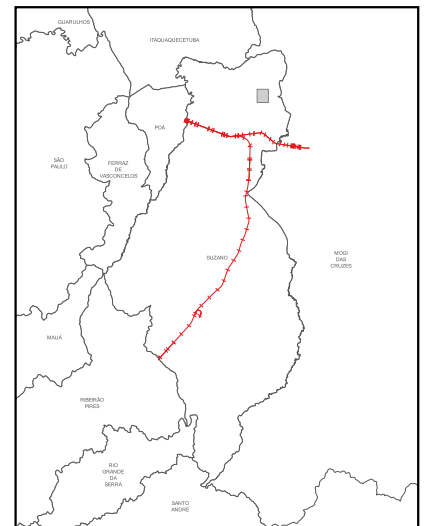 GUARULHOS
ITAQUAQUECETUBA
POÁ
SÃO
PAULO
FERRAZ
DE
VASCONCELOS
SUZANO
MOGI
DAS
CRUZES
MAUÁ
RIBEIRÃO
PIRES
RIO
GRANDE
DA
SERRA
SANTO
ANDRÉ